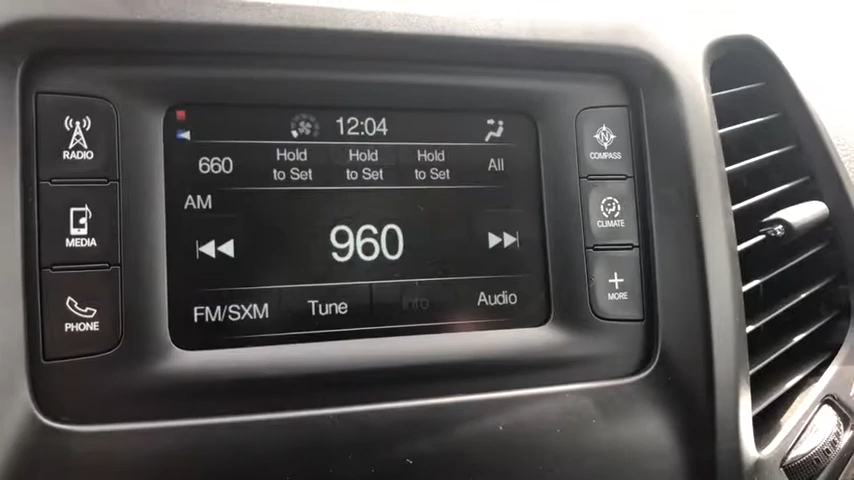 RADIO
MEDIA
PHONE
12:04
660
Hold
to Set
Hold
to Set
Hold
to Set
All
AM
960
FM/SXM
Tune
Info
Audio
COMPASS
CLIMATE
+
MORE